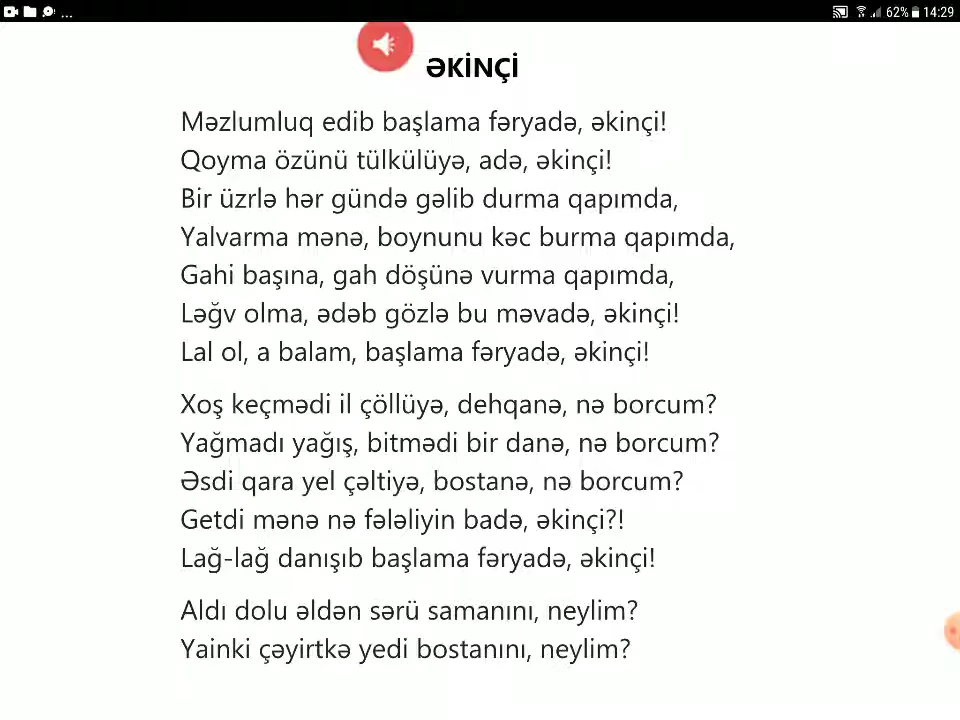 ... 62% 14:29
ƏKİNÇİ
Məzlumluq edib başlama fəryadə, əkinçi!
Qoyma özünü tülkülüyə, adə, əkinçi!
Bir üzrlə hər gündə gəlib durma qapımda,
Yalvarma mənə, boynunu kəc burma qapımda,
Gahi başına, gah döşünə vurma qapımda,
Ləğv olma, ədəb gözlə bu məvadə, əkinçi!
Lal ol, a balam, başlama fəryadə, əkinçi!
Xoş keçmədi il çöllüyə, dehqanə, nə borcum?
Yağmadı yağış, bitmədi bir danə, nə borcum?
Əsdi qara yel çəltiyə, bostanə, nə borcum?
Getdi mənə nə fələliyin badə, əkinçi?!
Lağ-lağ danışıb başlama fəryadə, əkinçi!
Aldı dolu əldən sərü samanını, neylim?
Yainki çəyirtkə yedi bostanını, neylim?